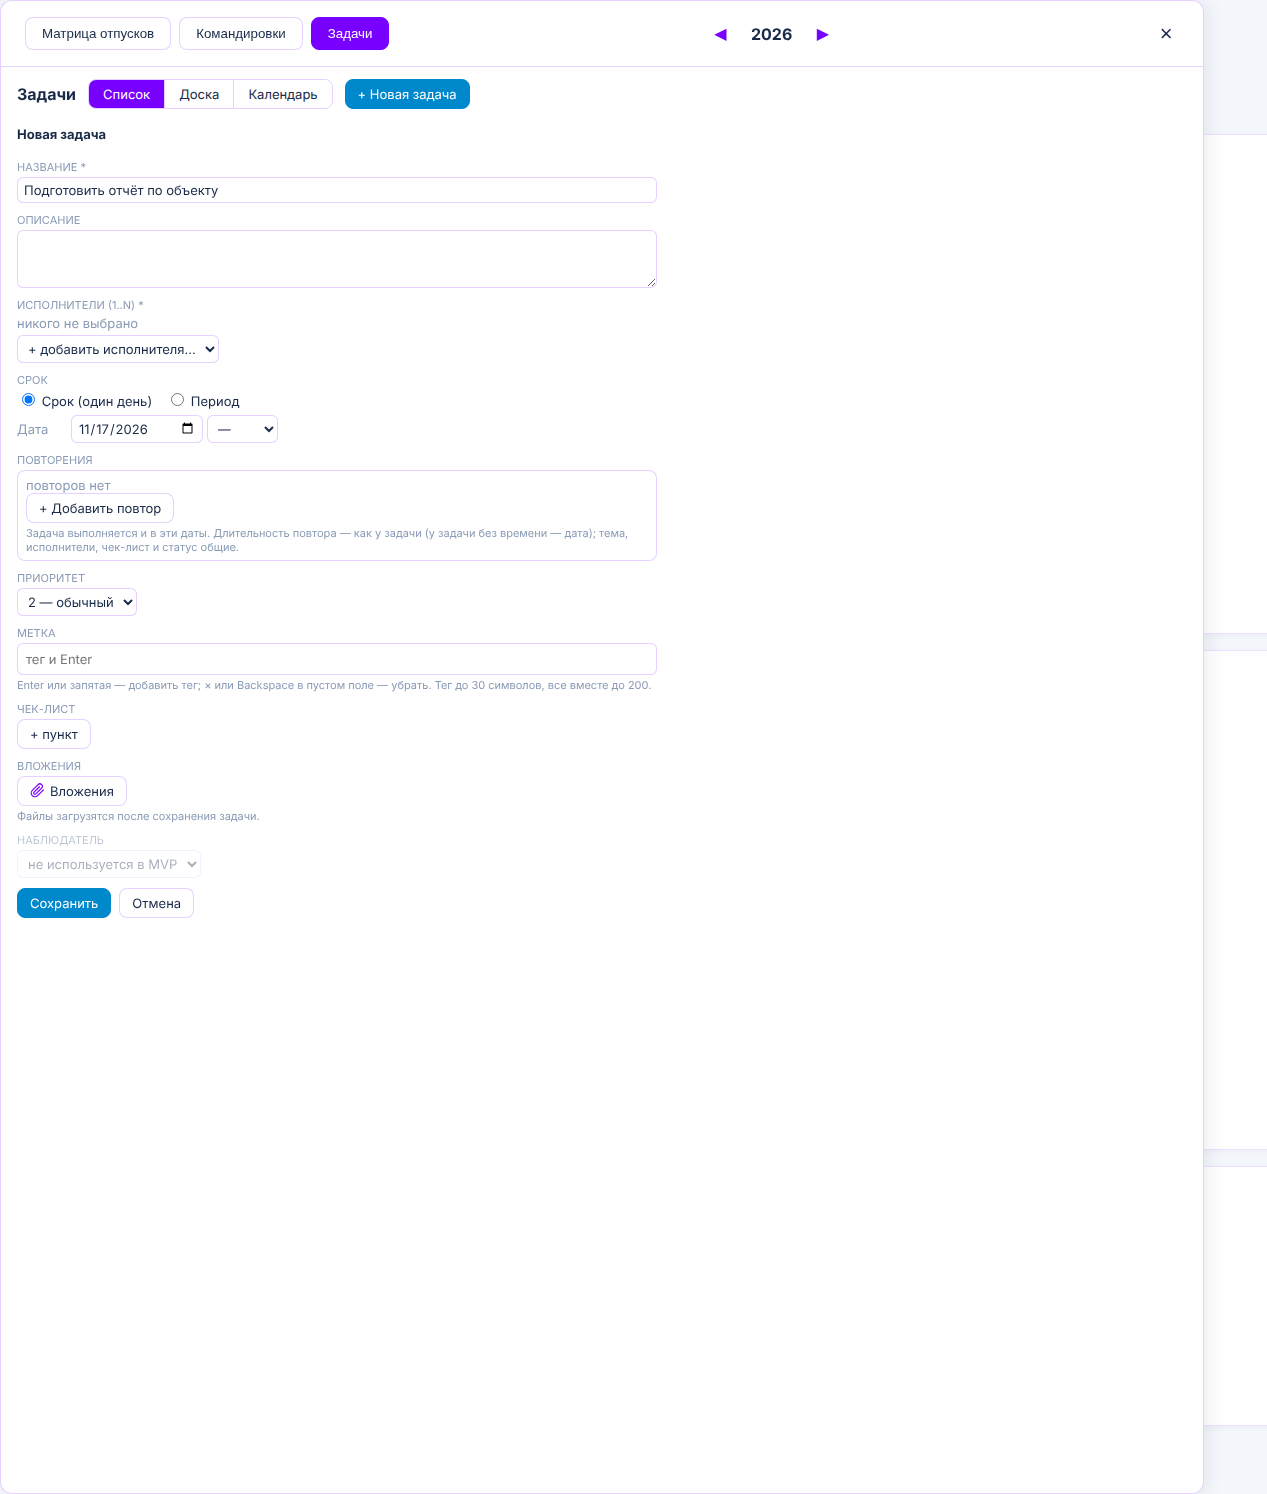 Матрица отпусков Командировки Задачи ◀ 2026 ▶ ×
Задачи Список Доска Календарь + Новая задача
Новая задача
НАЗВАНИЕ *
Подготовить отчёт по объекту
ОПИСАНИЕ
ИСПОЛНИТЕЛИ (1..N) *
никого не выбрано
+ добавить исполнителя...
СРОК
Срок (один день) Период
Дата 11/17/2026 —
ПОВТОРЕНИЯ
повторов нет
+ Добавить повтор
Задача выполняется и в эти даты. Длительность повтора — как у задачи (у задачи без времени — дата); тема,
исполнители, чек-лист и статус общие.
ПРИОРИТЕТ
2 — обычный
МЕТКА
тег и Enter
Enter или запятая — добавить тег; × или Backspace в пустом поле — убрать. Тег до 30 символов, все вместе до 200.
ЧЕК-ЛИСТ
+ пункт
ВЛОЖЕНИЯ
Вложения
Файлы загрузятся после сохранения задачи.
НАБЛЮДАТЕЛЬ
не используется в MVP
Сохранить Отмена